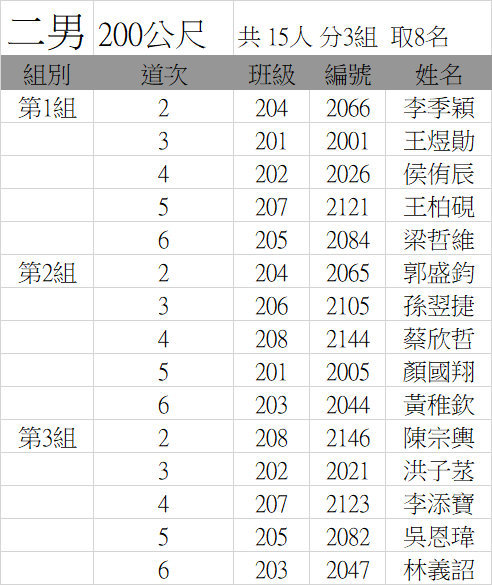 二男 200公尺 共 15人 分3組 取8名
組別 道次 班級 編號 姓名
第1組 2 204 2066 李季穎
3 201 2001 王煜勛
4 202 2026 侯侑辰
5 207 2121 王柏硯
6 205 2084 梁哲維
第2組 2 204 2065 郭盛鈞
3 206 2105 孫翌捷
4 208 2144 蔡欣哲
5 201 2005 顏國翔
6 203 2044 黃稚欽
第3組 2 208 2146 陳宗輿
3 202 2021 洪子荎
4 207 2123 李添寶
5 205 2082 吳恩瑋
6 203 2047 林義詔